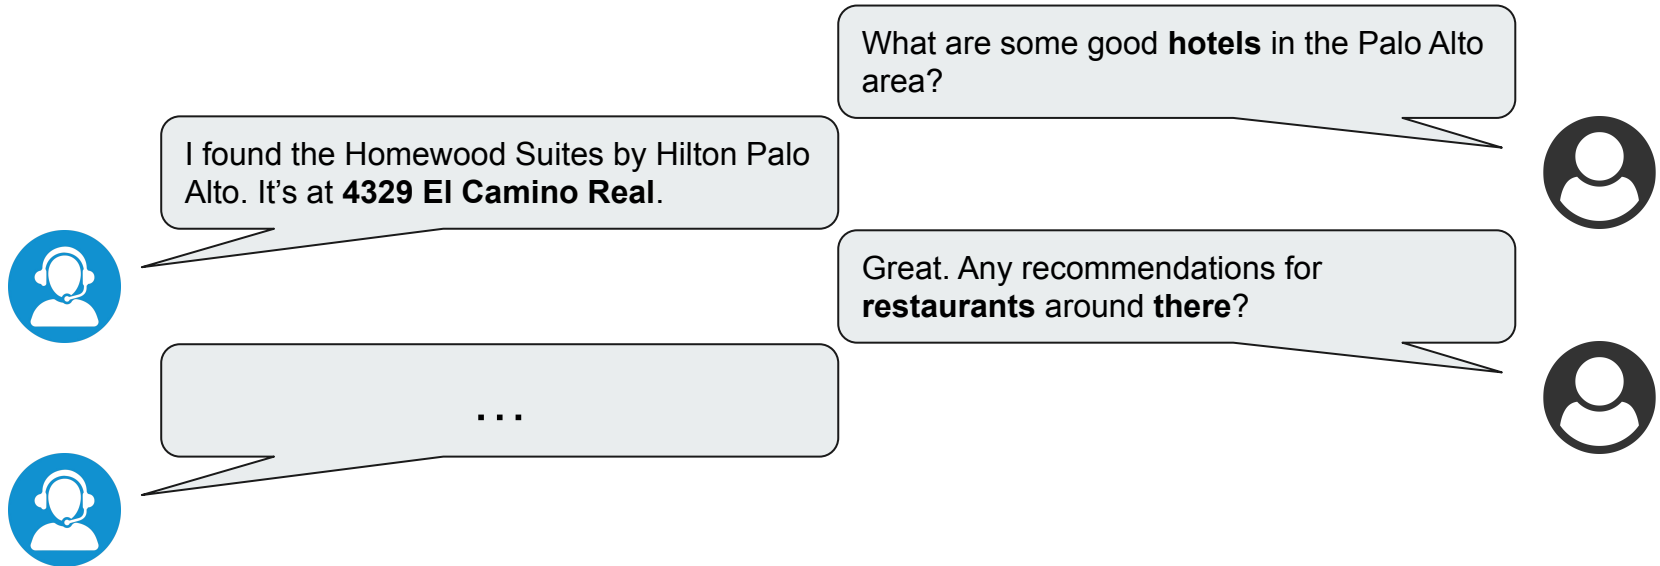 What are some good hotels in the Palo Alto
area?
I found the Homewood Suites by Hilton Palo
Alto. It’s at 4329 El Camino Real.
Great. Any recommendations for
restaurants around there?
...